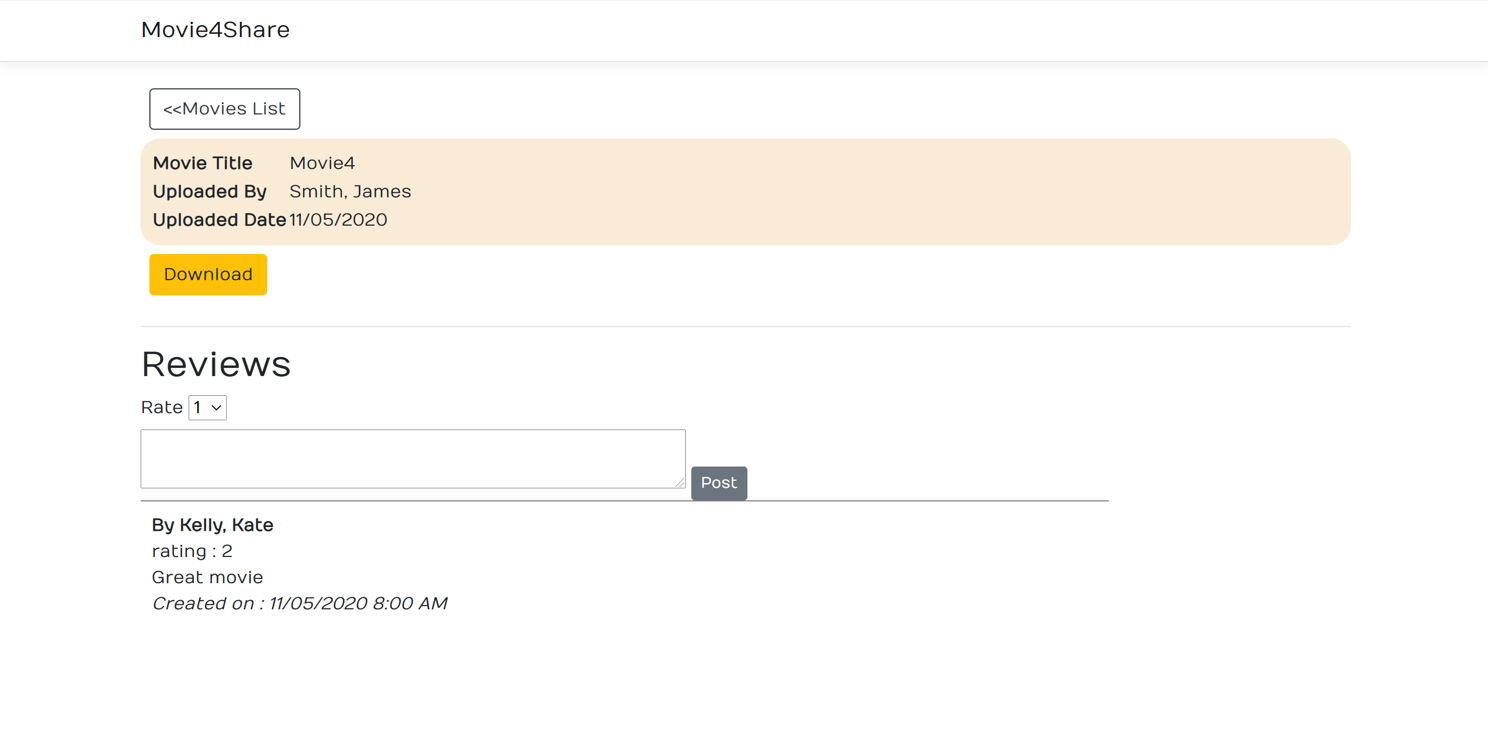 Movie4Share
<<Movies List
Movie Title Movie4
Uploaded By Smith, James
Uploaded Date 11/05/2020
Download
Reviews
Rate 1
Post
By Kelly, Kate
rating : 2
Great movie
Created on : 11/05/2020 8:00 AM